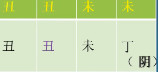 丑 丑 未 未
丑 丑 未 丁
（阴）